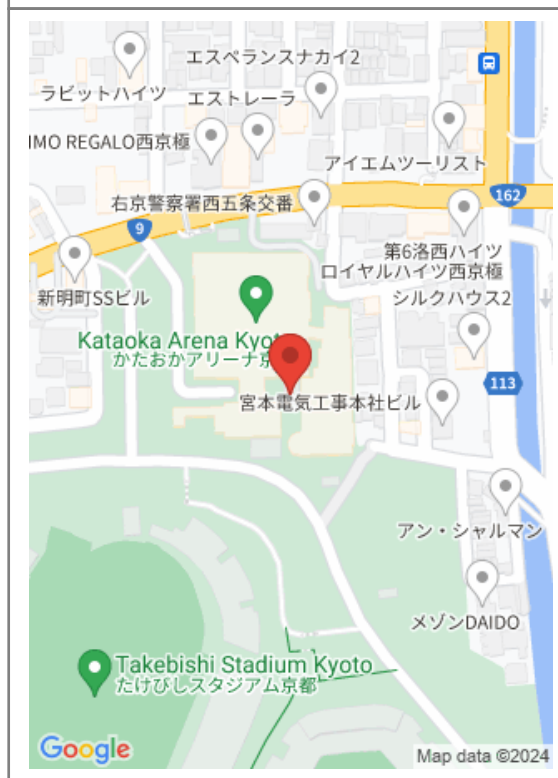 エスペランスナカイ2
ラビットハイツ
エストレーラ
IMO REGALO西京極
アイエムツーリスト
右京警察署西五条交番
162
9
第6洛西ハイツ
ロイヤルハイツ西京極
新明町SSビル
シルクハウス2
Kataoka Arena Kyot
かたおかアリーナ京
113
宮本電気工事本社ビル
アン・シャルマン
メゾンDAIDO
Takebishi Stadium Kyoto
たけびしスタジアム京都
Google
Map data ©2024